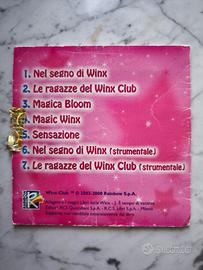 1. Nel segno di Winx
2. Le ragazze del Winx Club
3. Magica Bloom
4. Magic Winx
5. Sensazione
6. Nel segno di Winx (strumentale)
7. Le ragazze del Winx Club (strumentale)
Winx Club ™ © 2003-2008 Rainbow S.p.A.
subito